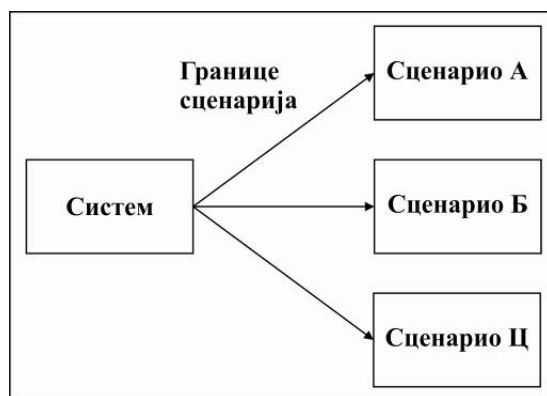 Границе
сценарија
Сценарио А
Систем
Сценарио Б
Сценарио Ц